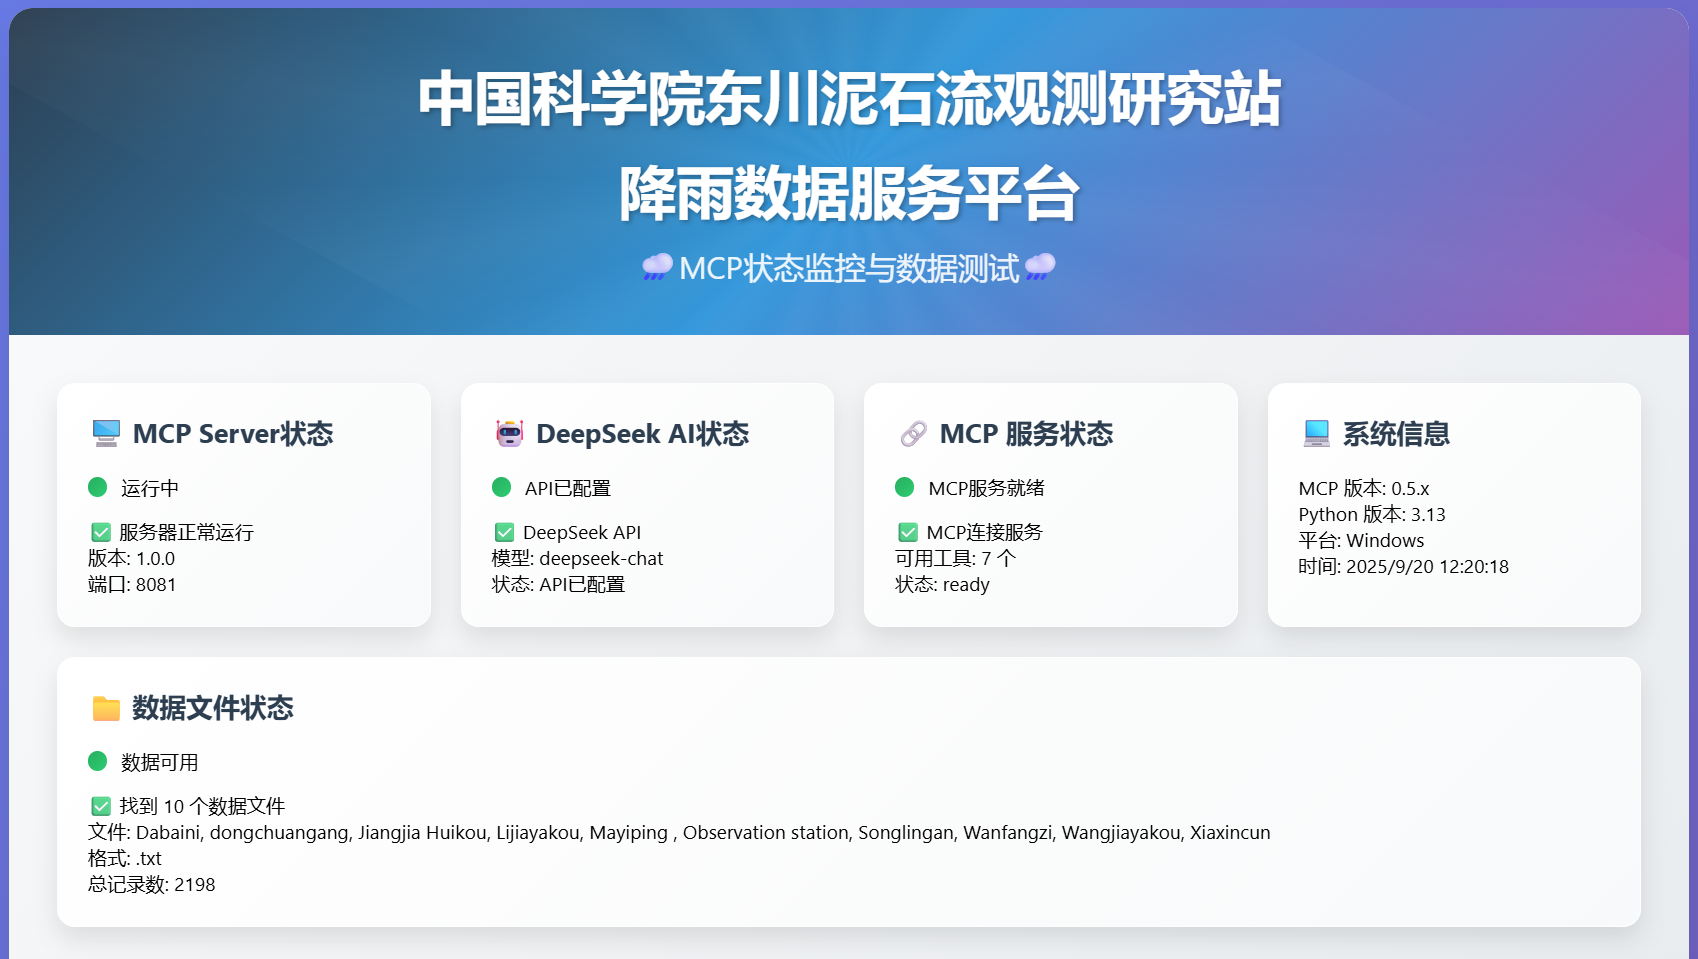 中国科学院东川泥石流观测研究站
降雨数据服务平台
MCP状态监控与数据测试
MCP Server状态
运行中
服务器正常运行
版本: 1.0.0
端口: 8081
DeepSeek AI状态
API已配置
DeepSeek API
模型: deepseek-chat
状态: API已配置
MCP 服务状态
MCP服务就绪
MCP连接服务
可用工具: 7 个
状态: ready
系统信息
MCP 版本: 0.5.x
Python 版本: 3.13
平台: Windows
时间: 2025/9/20 12:20:18
数据文件状态
数据可用
找到 10 个数据文件
文件: Dabaini, dongchuangang, Jiangjia Huikou, Lijiayakou, Mayiping , Observation station, Songlingan, Wanfangzi, Wangjiayakou, Xiaxincun
格式: .txt
总记录数: 2198